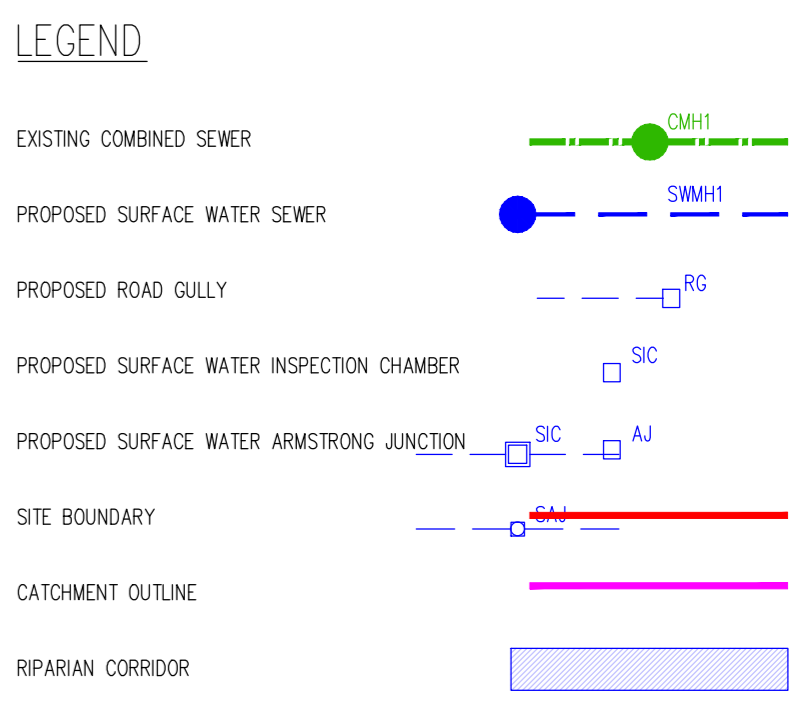 LEGEND
EXISTING COMBINED SEWER
CMH1
PROPOSED SURFACE WATER SEWER
SWMH1
PROPOSED ROAD GULLY
RG
PROPOSED SURFACE WATER INSPECTION CHAMBER
SIC
PROPOSED SURFACE WATER ARMSTRONG JUNCTION
SIC
AJ
SITE BOUNDARY
SAJ
CATCHMENT OUTLINE
RIPARIAN CORRIDOR